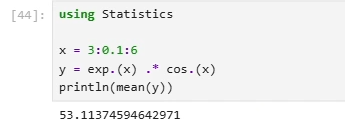 [44]: using Statistics
x = 3:0.1:6
y = exp.(x) .* cos.(x)
println(mean(y))
53.11374594642971